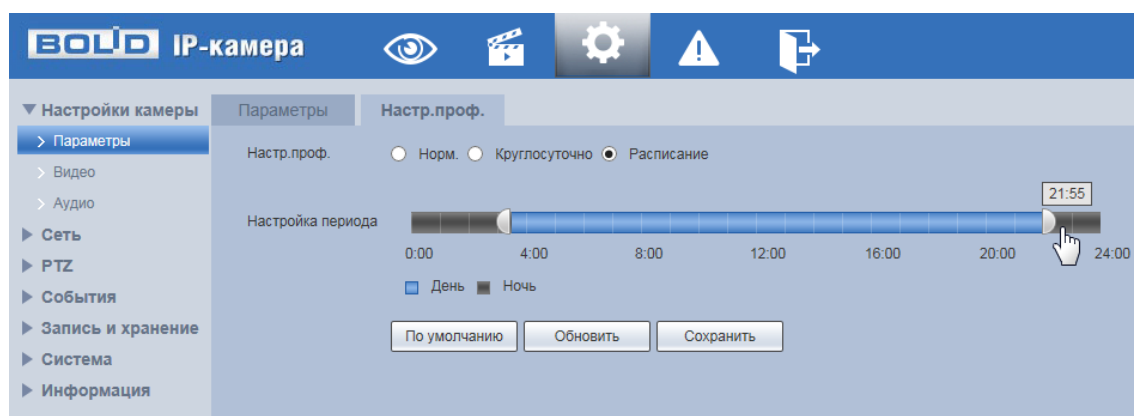 BOLID IP-камера
Настройки камеры
Параметры
Настр.проф.
Параметры
Настр.проф.
Норм.
Круглосуточно
Расписание
Видео
Аудио
21:55
Настройка периода
Сеть
0:00 4:00 8:00 12:00 16:00 20:00 24:00
PTZ
День
Ночь
События
Запись и хранение
По умолчанию
Обновить
Сохранить
Система
Информация